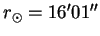 r⊙ = 16′01″